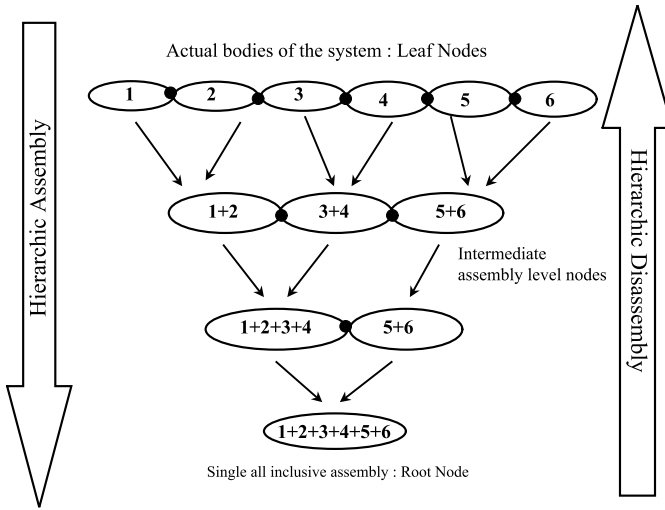 Actual bodies of the system : Leaf Nodes
1 2 3 4 5 6
Hierarchic Assembly
Hierarchic Disassembly
1+2 3+4 5+6
Intermediate
assembly level nodes
1+2+3+4 5+6
1+2+3+4+5+6
Single all inclusive assembly : Root Node